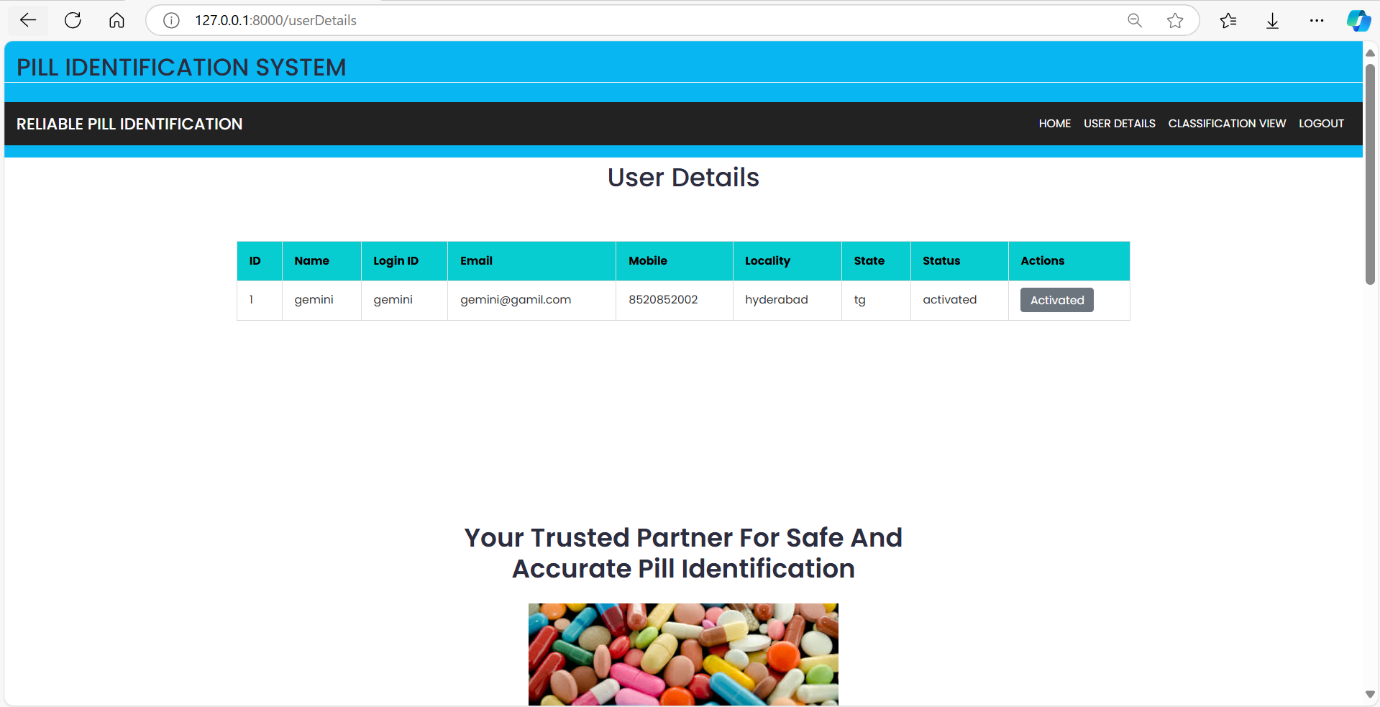 127.0.0.1:8000/userDetails
PILL IDENTIFICATION SYSTEM
RELIABLE PILL IDENTIFICATION HOME USER DETAILS CLASSIFICATION VIEW LOGOUT
User Details
ID Name Login ID Email Mobile Locality State Status Actions
1 gemini gemini gemini@gamil.com 8520852002 hyderabad tg activated Activated
Your Trusted Partner For Safe And
Accurate Pill Identification